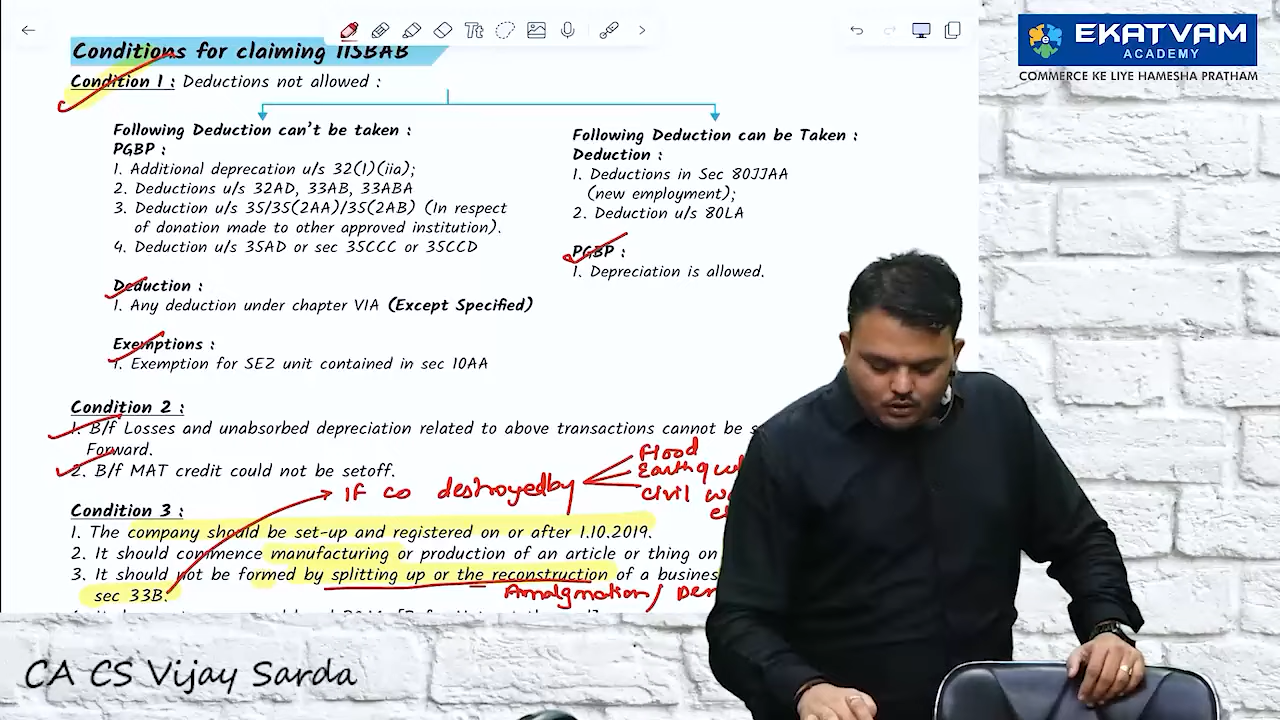 Conditions for claiming 115BAB
Condition 1 : Deductions not allowed :
Following Deduction can't be taken :
PGBP :
1. Additional deprecation u/s 32(1)(iia);
2. Deductions u/s 32AD, 33AB, 33ABA
3. Deduction u/s 35/35(2AA)/35(2AB) (In respect
of donation made to other approved institution).
4. Deduction u/s 35AD or sec 35CCC or 35CCD
Deduction :
1. Any deduction under chapter VIA (Except Specified)
Exemptions :
1. Exemption for SEZ unit contained in sec 10AA
Following Deduction can be Taken :
Deduction :
1. Deductions in Sec 80JJAA
(new employment);
2. Deduction u/s 80LA
PGBP :
1. Depreciation is allowed.
Condition 2 :
1. B/f Losses and unabsorbed depreciation related to above transactions cannot be
Forward.
2. B/f MAT credit could not be setoff.
IF co destroyed by
Flood
Civil
Condition 3 :
1. The company should be set-up and registered on or after 1.10.2019.
2. It should commence manufacturing or production of an article or thing on
3. It should not be formed by splitting up or the reconstruction of a
sec 33B.
Amalgmation /
Tt
EKATVAM
ACADEMY
COMMERCE KE LIYE HAMESHA PRATHAM
CA CS Vijay Sarda